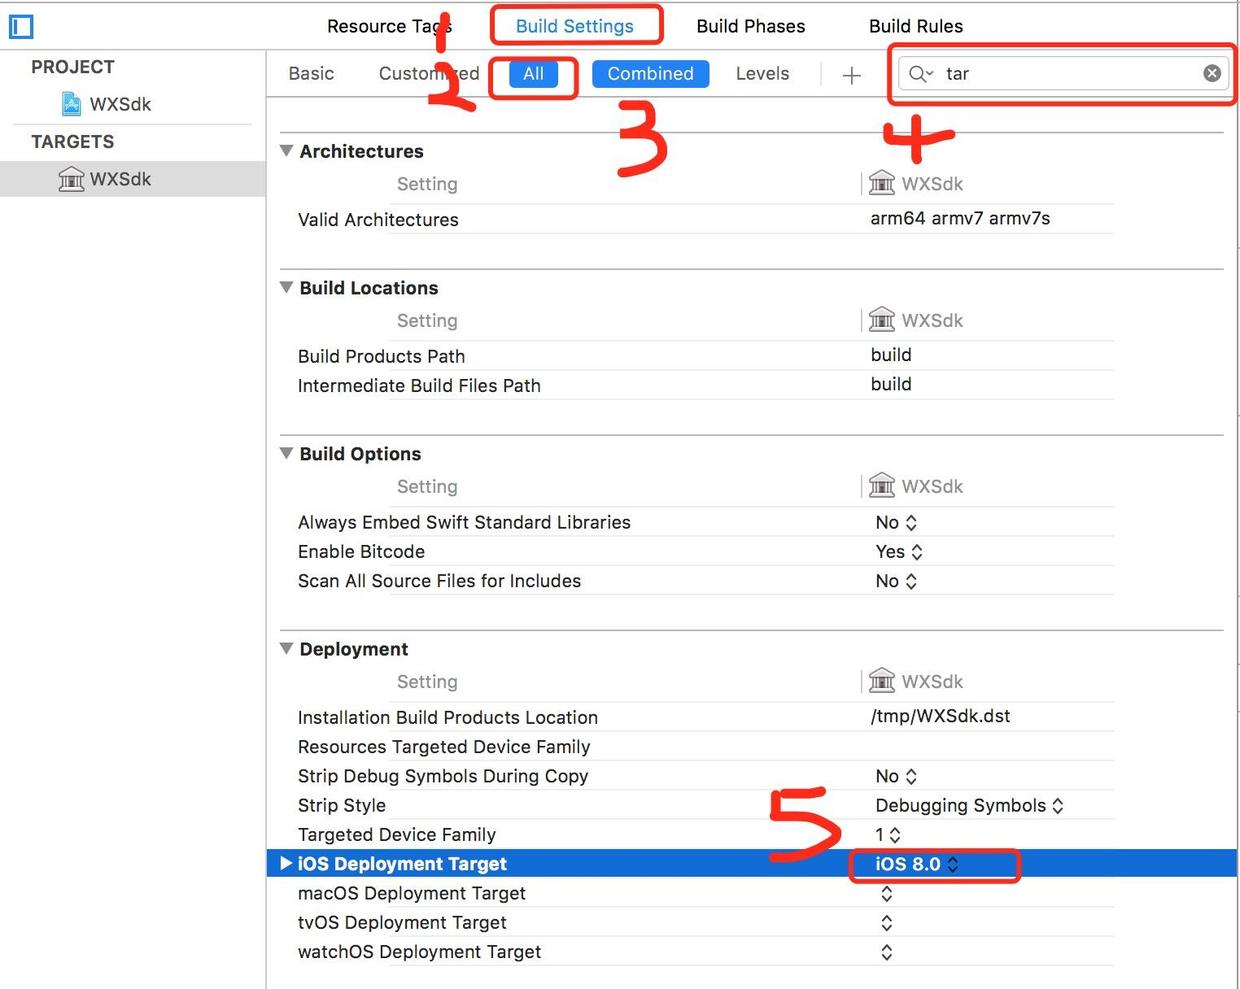 Resource Tags Build Settings Build Phases Build Rules
1
PROJECT
WXSdk
TARGETS
WXSdk
Basic Customized All Combined Levels + tar
2
3
4
Architectures
Setting WXSdk
Valid Architectures arm64 armv7 armv7s
Build Locations
Setting WXSdk
Build Products Path build
Intermediate Build Files Path build
Build Options
Setting WXSdk
Always Embed Swift Standard Libraries No
Enable Bitcode Yes
Scan All Source Files for Includes No
Deployment
Setting WXSdk
Installation Build Products Location /tmp/WXSdk.dst
Resources Targeted Device Family
Strip Debug Symbols During Copy No
Strip Style Debugging Symbols
5
Targeted Device Family 1
iOS Deployment Target iOS 8.0
macOS Deployment Target
tvOS Deployment Target
watchOS Deployment Target